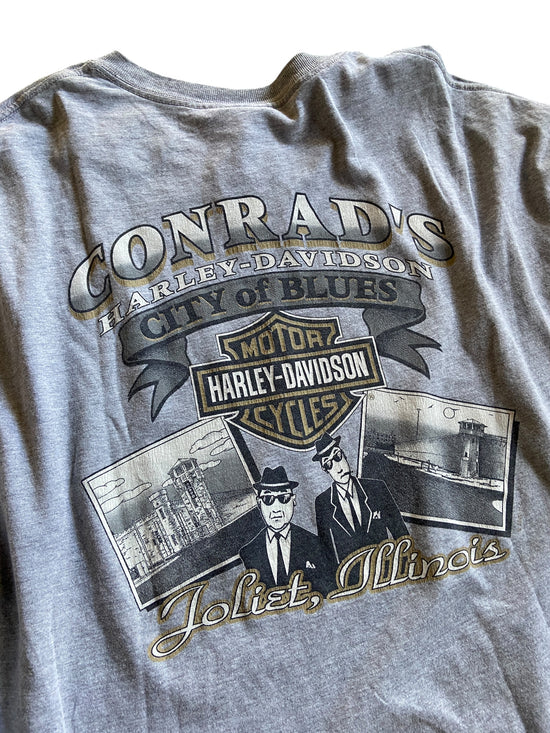 CONRAD'S
HARLEY-DAVIDSON
CITY of BLUES
MOTOR
HARLEY-DAVIDSON
CYCLES
Joliet, Illinois